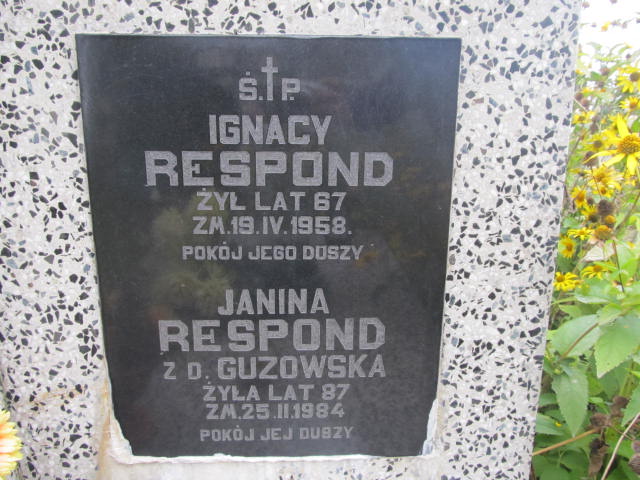 Ś.†P.
IGNACY
RESPOND
ŻYŁ LAT 67
ZM.19.IV.1958.
POKÓJ JEGO DUSZY
JANINA
RESPOND
Z D. GUZOWSKA
ŻYŁA LAT 87
ZM.25.II.1984
POKÓJ JEJ DUSZY